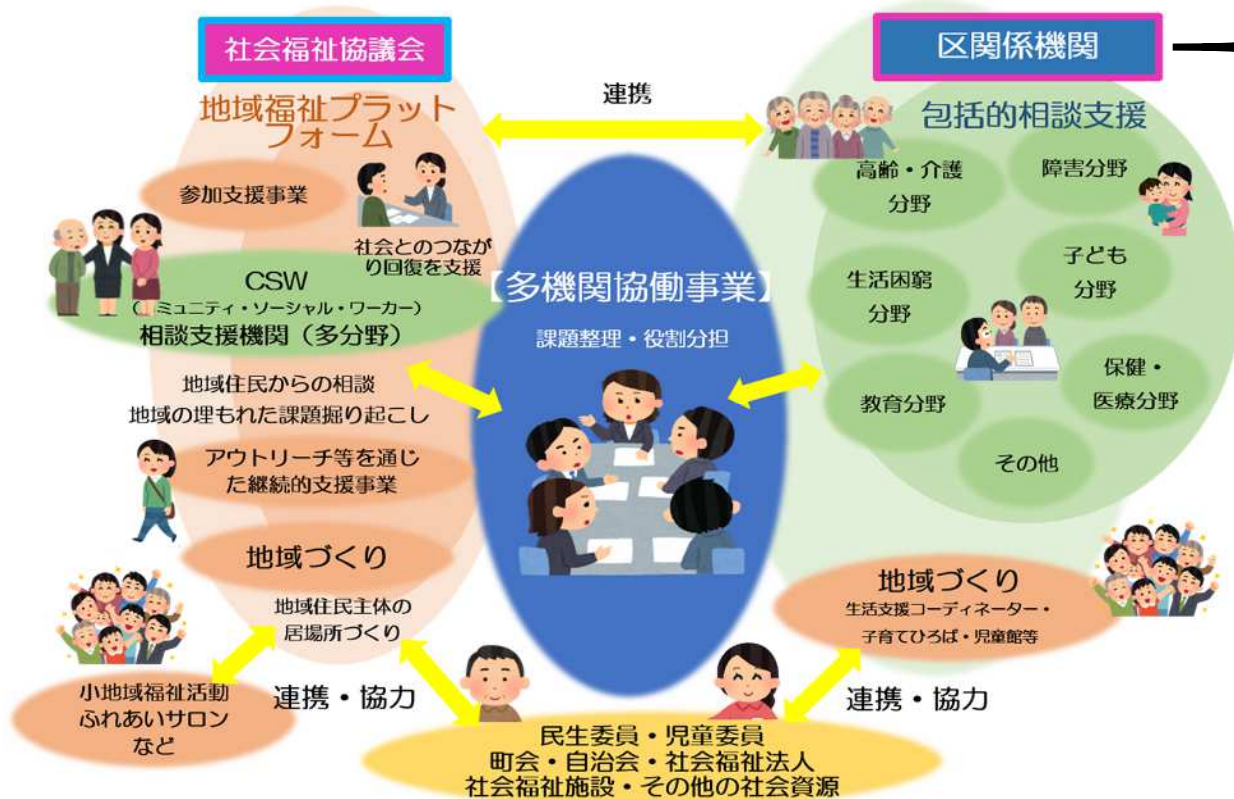 社会福祉協議会
地域福祉プラット
フォーム
参加支援事業
社会とのつなが
り回復を支援
CSW
ミュニティ・ソーシャル・ワーカー）
相談支援機関（多分野）
地域住民からの相談
地域の埋もれた課題掘り起こし
アウトリーチ等を通じ
た継続的支援事業
地域づくり
地域住民主体の
居場所づくり
小地域福祉活動
ふれあいサロン
など
連携・協力
連携
【多機関協働事業】
課題整理・役割分担
区関係機関
包括的相談支援
高齢・介護
分野
障害分野
生活困窮
分野
子ども
分野
教育分野
保健・
医療分野
その他
地域づくり
生活支援コーディネーター・
子育てひろば・児童館等
連携・協力
民生委員・児童委員
町会・自治会・社会福祉法人
社会福祉施設・その他の社会資源